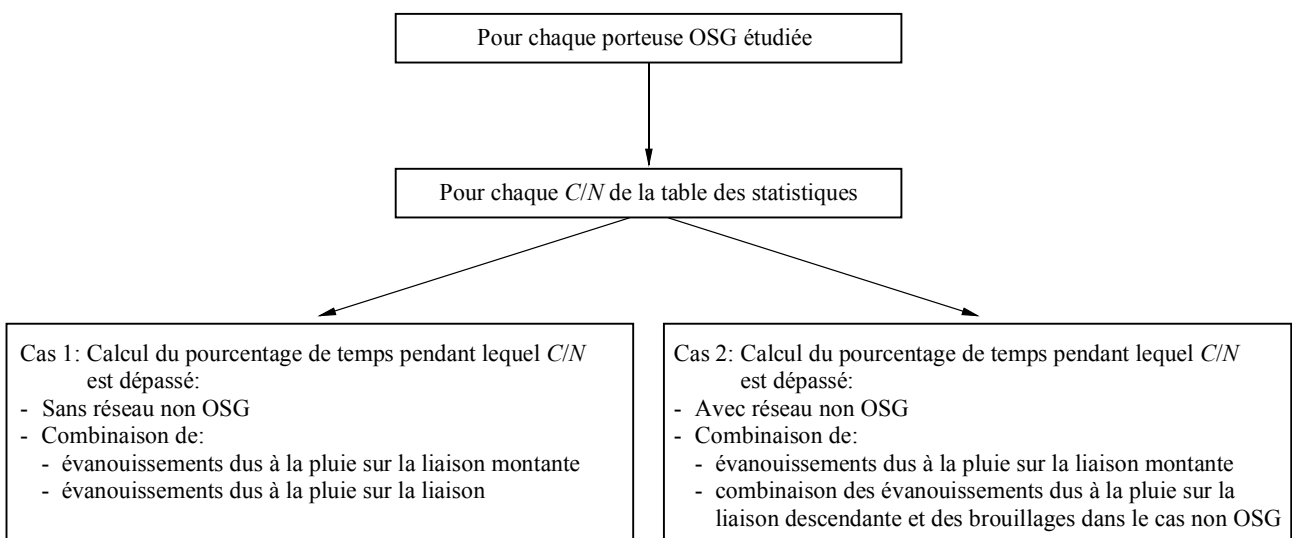 Pour chaque porteuse OSG étudiée
Pour chaque C/N de la table des statistiques
Cas 1: Calcul du pourcentage de temps pendant lequel C/N
est dépassé:
- Sans réseau non OSG
- Combinaison de:
- évanouissements dus à la pluie sur la liaison montante
- évanouissements dus à la pluie sur la liaison
Cas 2: Calcul du pourcentage de temps pendant lequel C/N
est dépassé:
- Avec réseau non OSG
- Combinaison de:
- évanouissements dus à la pluie sur la liaison montante
- combinaison des évanouissements dus à la pluie sur la
liaison descendante et des brouillages dans le cas non OSG